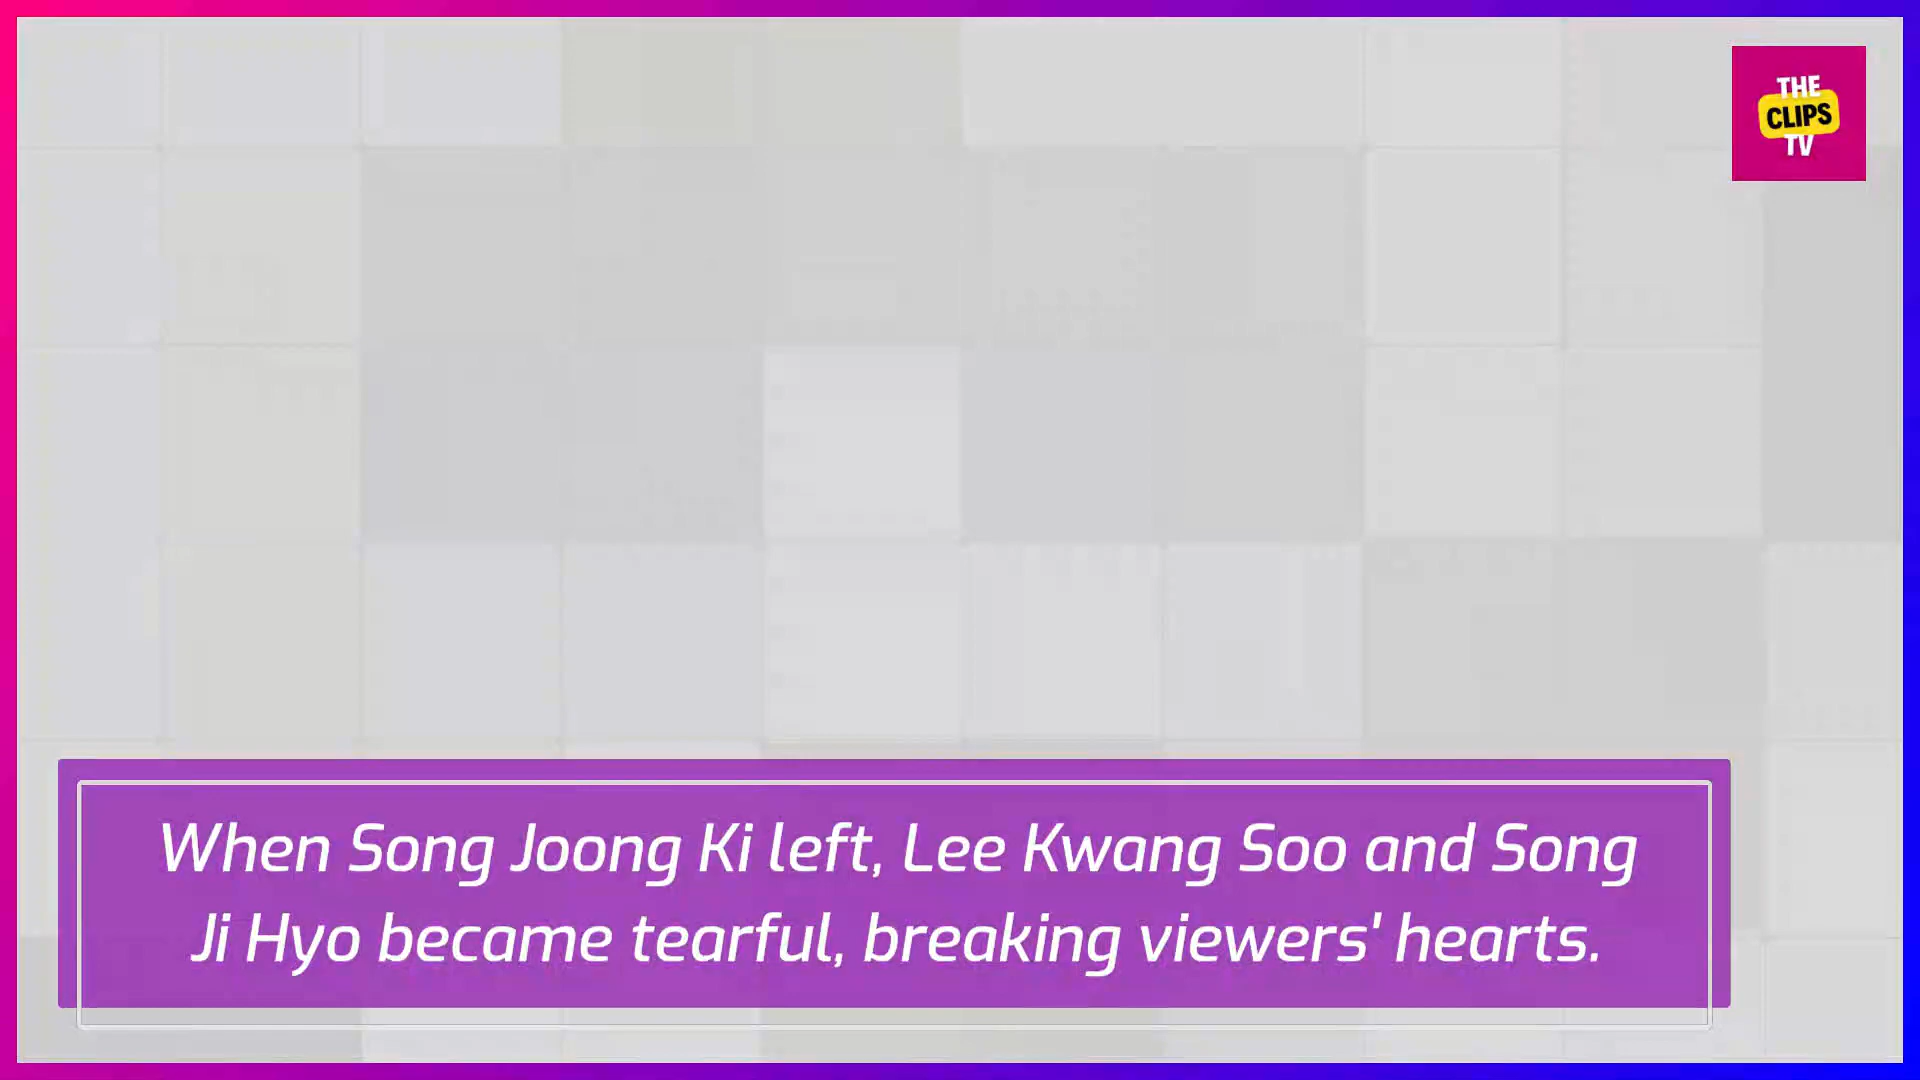 THE
CLIPS
TV
When Song Joong Ki left, Lee Kwang Soo and Song
Ji Hyo became tearful, breaking viewers' hearts.